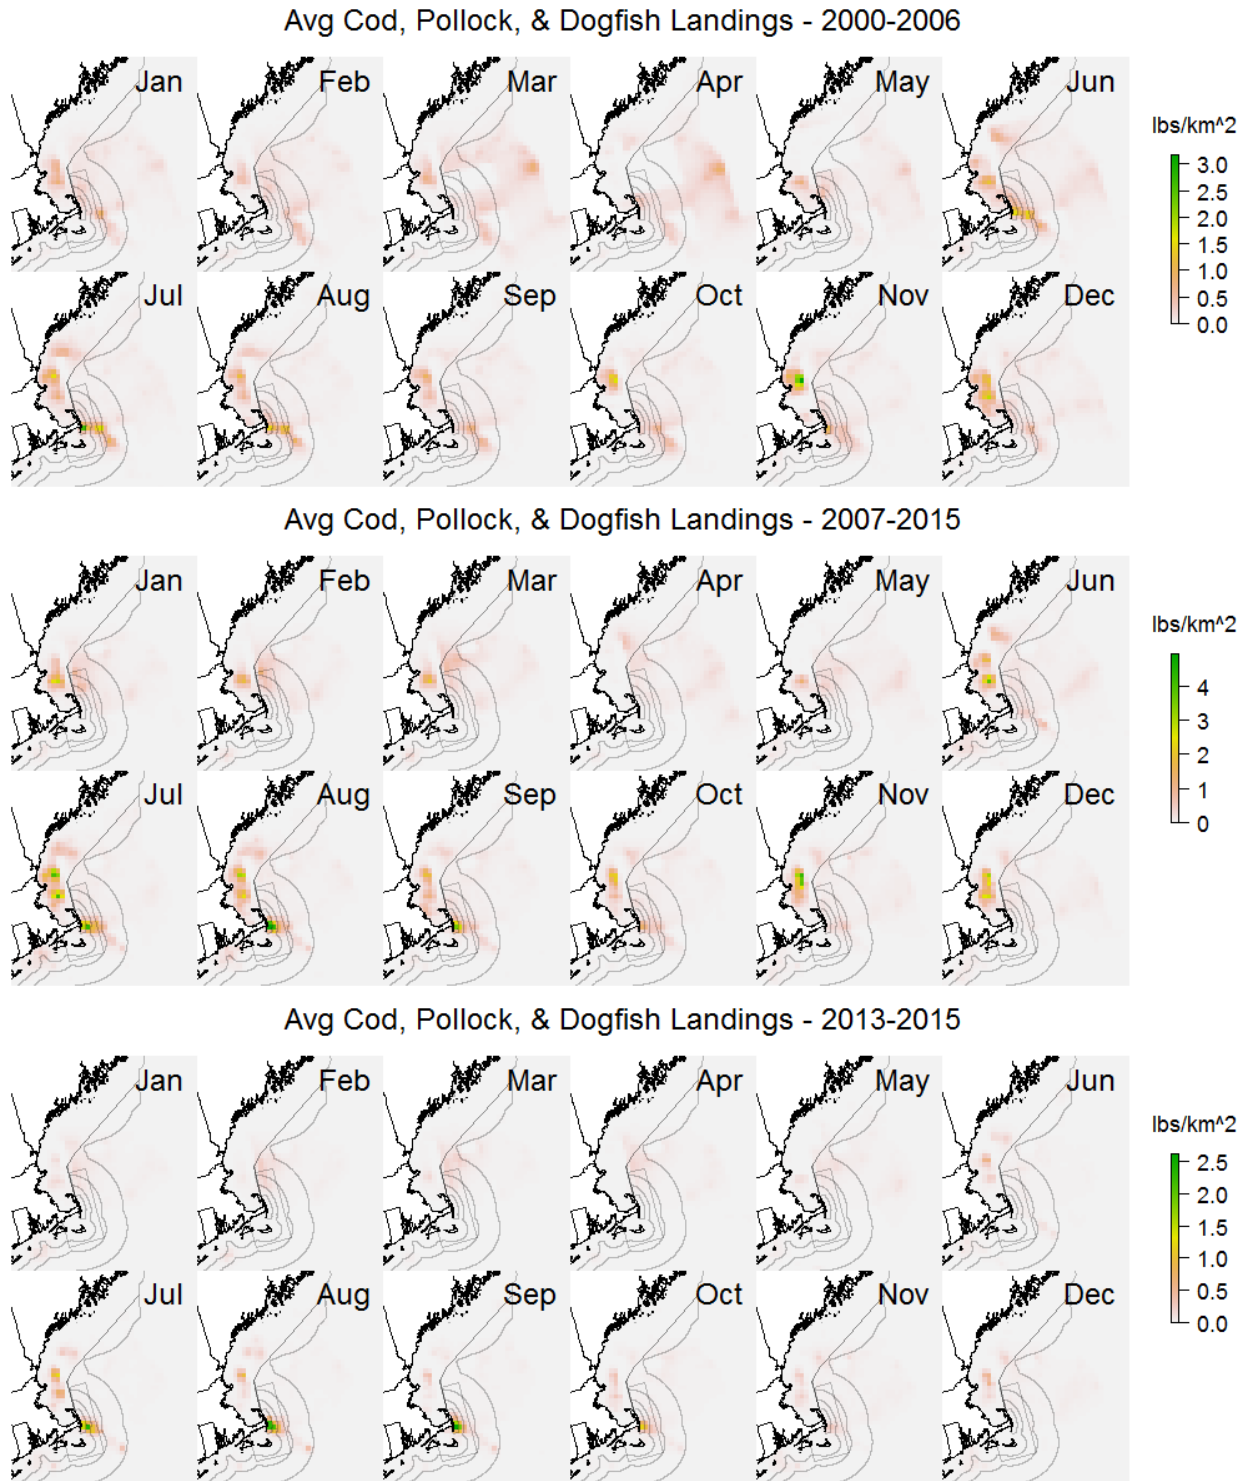 Avg Cod, Pollock, & Dogfish Landings - 2000-2006
Jan Feb Mar Apr May Jun
lbs/km^2
3.0
2.5
2.0
1.5
1.0
0.5
0.0
Jul Aug Sep Oct Nov Dec
Avg Cod, Pollock, & Dogfish Landings - 2007-2015
Jan Feb Mar Apr May Jun
lbs/km^2
4
3
2
1
0
Jul Aug Sep Oct Nov Dec
Avg Cod, Pollock, & Dogfish Landings - 2013-2015
Jan Feb Mar Apr May Jun
lbs/km^2
2.5
2.0
1.5
1.0
0.5
0.0
Jul Aug Sep Oct Nov Dec